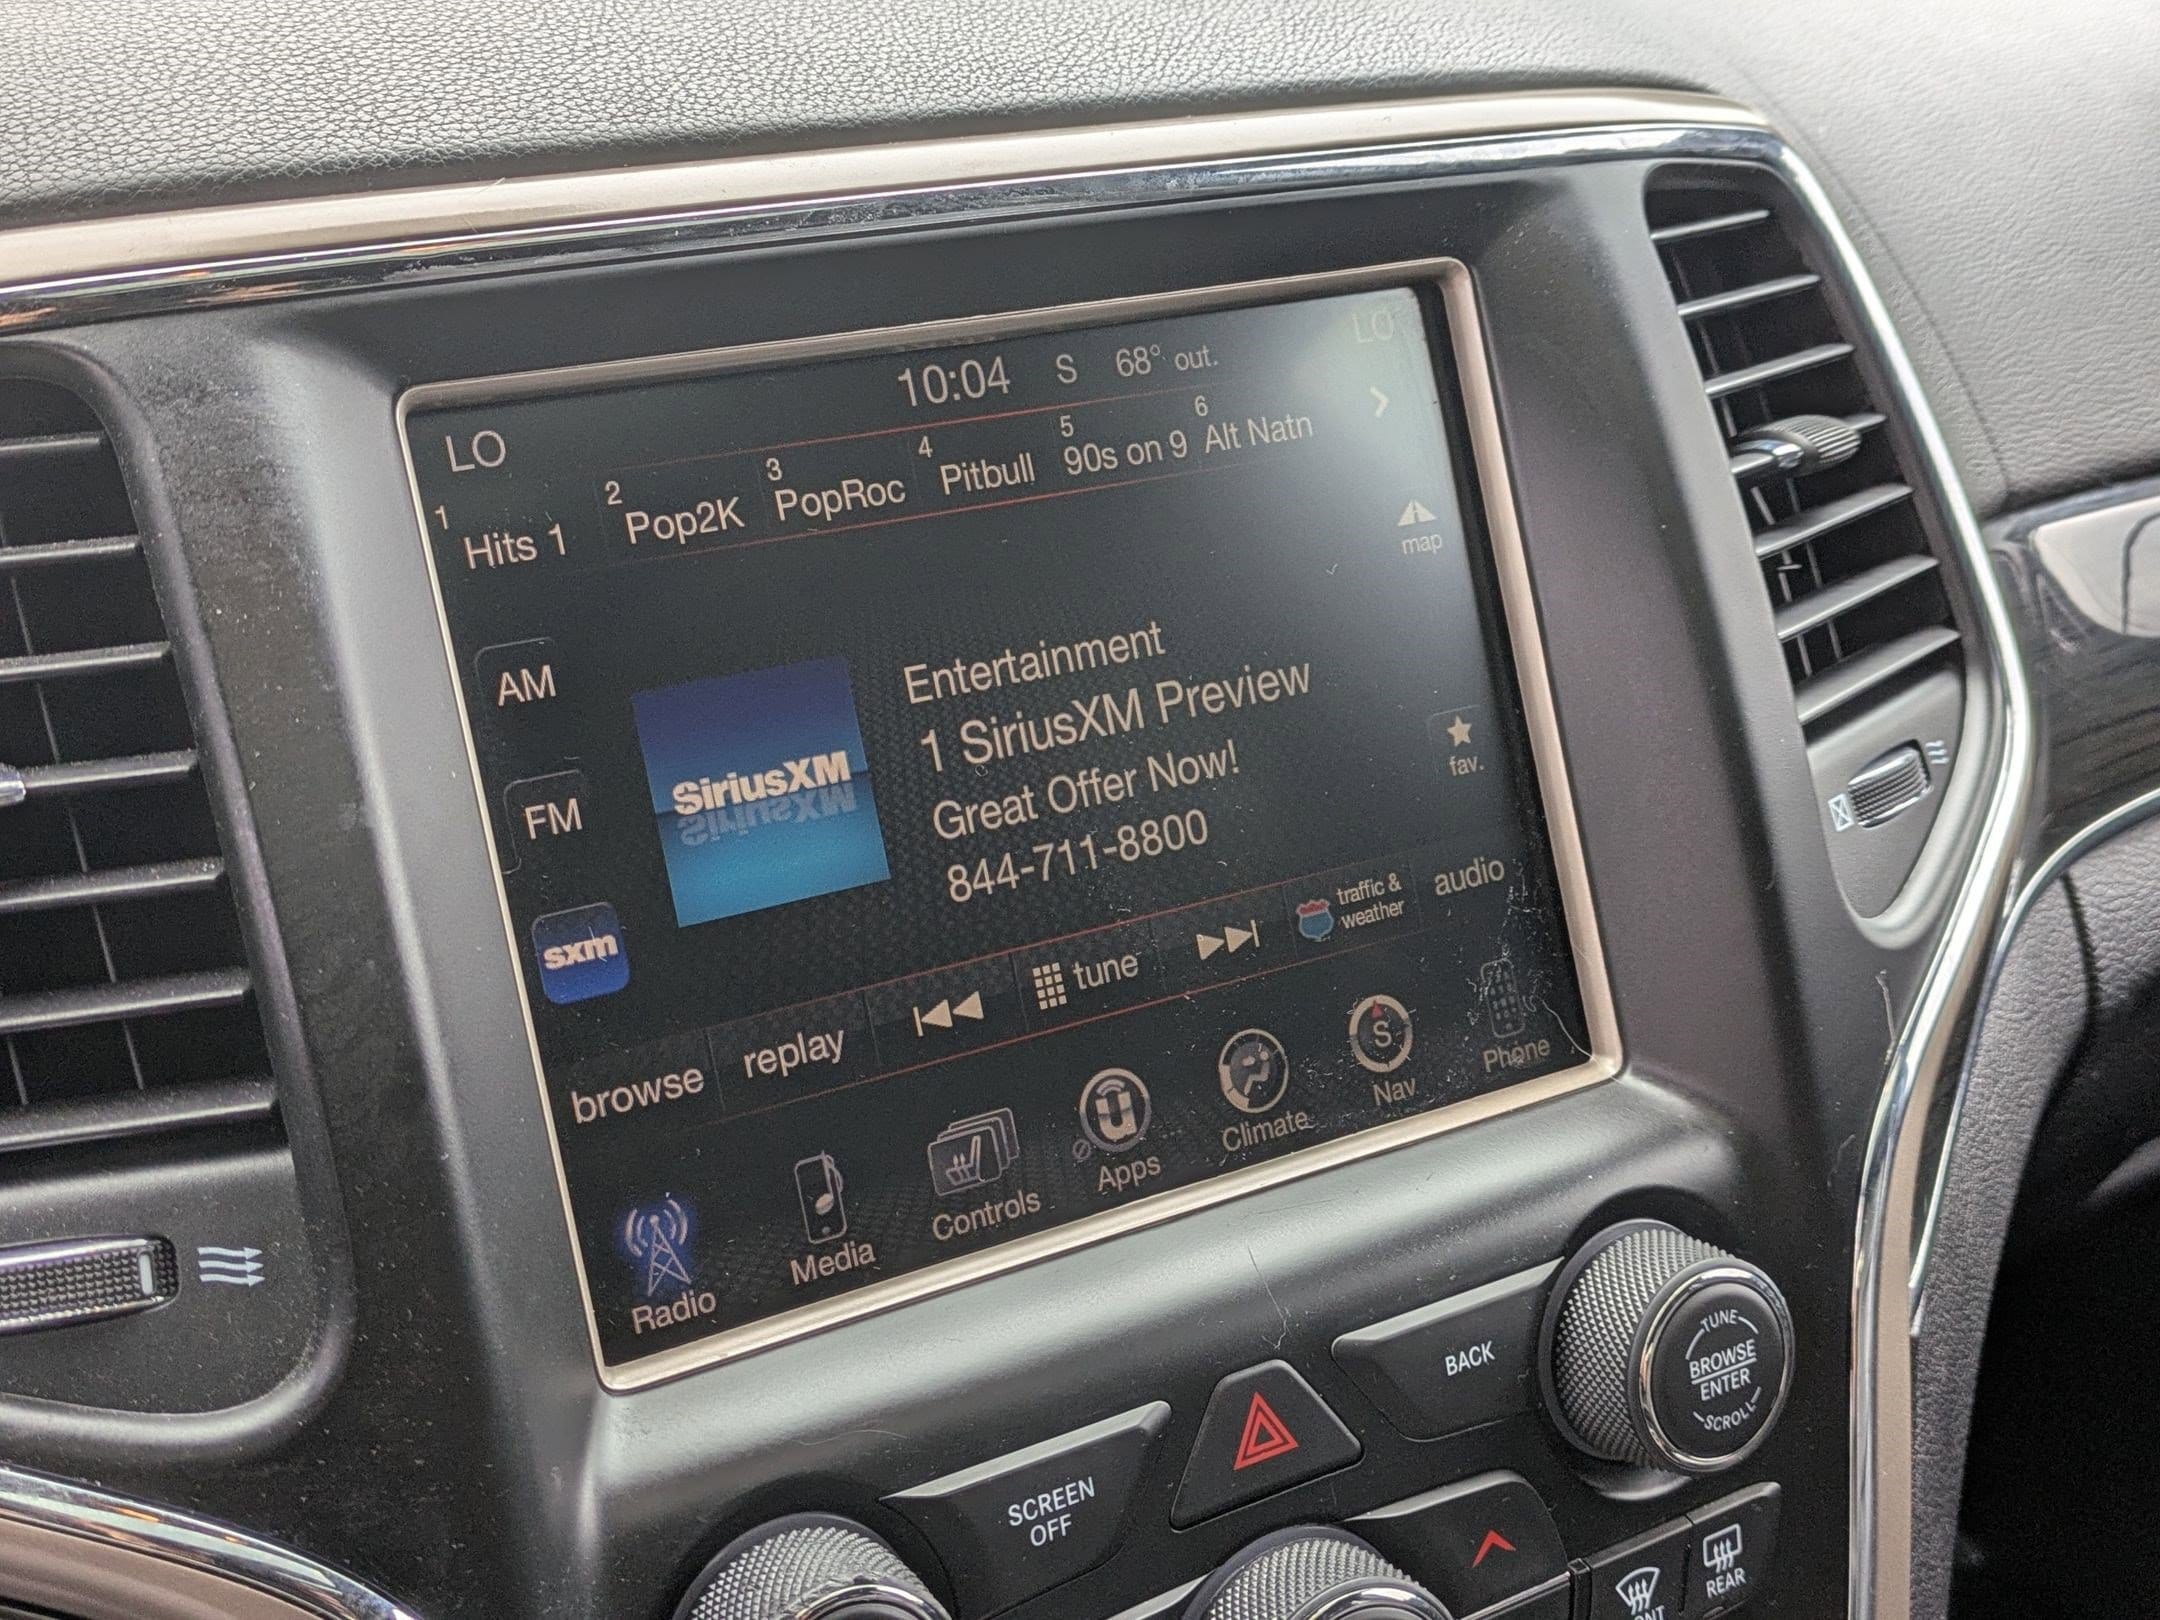 LO
10:04 S 68° out.
LO
1 Hits 1
2 Pop2K
3 PopRoc
4 Pitbull
5 90s on 9
6 Alt Natn
map
AM
FM
sxm
SiriusXM
Entertainment
1 SiriusXM Preview
Great Offer Now!
844-711-8800
fav.
browse
replay
tune
traffic &
weather
audio
Radio
Media
Controls
Apps
Climate
S
Nav
Phone
SCREEN
OFF
BACK
TUNE
BROWSE
ENTER
SCROLL
REAR